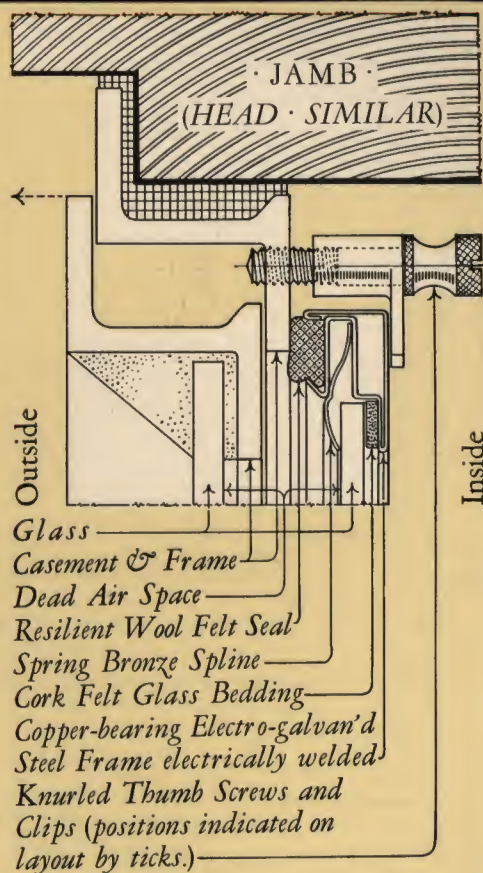 · JAMB ·
(HEAD · SIMILAR)
Outside
Inside
Glass
Casement & Frame
Dead Air Space
Resilient Wool Felt Seal
Spring Bronze Spline
Cork Felt Glass Bedding
Copper-bearing Electro-galvan'd
Steel Frame electrically welded
Knurled Thumb Screws and
Clips (positions indicated on
layout by ticks.)